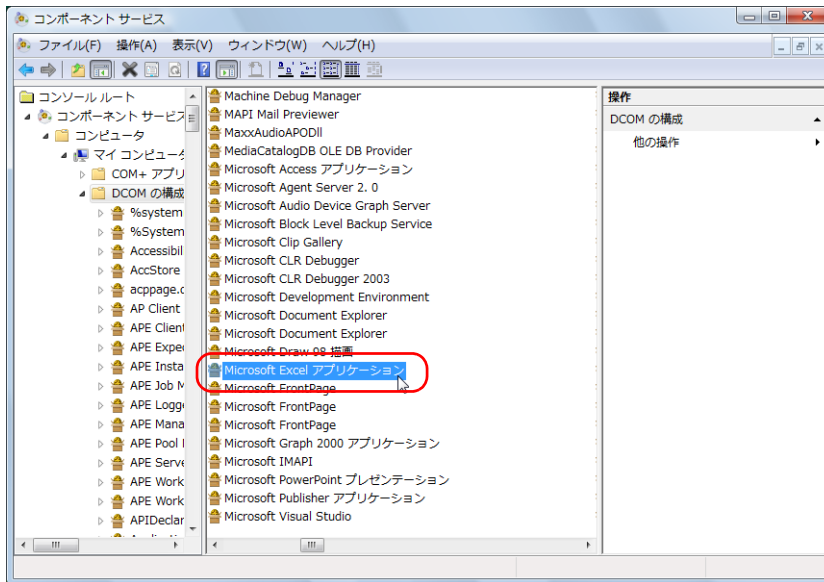 コンポーネント サービス
ファイル(F) 操作(A) 表示(V) ウィンドウ(W) ヘルプ(H)
コンソール ルート
コンポーネント サービス
コンピュータ
マイ コンピュータ
COM+ アプリ
DCOM の構成
%system
%System
Accessibil
AccStore
acppage.d
AP Client
APE Client
APE Exped
APE Insta
APE Job M
APE Logge
APE Mana
APE Pool
APE Serve
APE Work
APE Work
APIDeclar
Machine Debug Manager
MAPI Mail Previewer
MaxxAudioAPODll
MediaCatalogDB OLE DB Provider
Microsoft Access アプリケーション
Microsoft Agent Server 2. 0
Microsoft Audio Device Graph Server
Microsoft Block Level Backup Service
Microsoft Clip Gallery
Microsoft CLR Debugger
Microsoft CLR Debugger 2003
Microsoft Development Environment
Microsoft Document Explorer
Microsoft Document Explorer
Microsoft Draw 98 描画
Microsoft Excel アプリケーション
Microsoft FrontPage
Microsoft FrontPage
Microsoft FrontPage
Microsoft Graph 2000 アプリケーション
Microsoft IMAPI
Microsoft PowerPoint プレゼンテーション
Microsoft Publisher アプリケーション
Microsoft Visual Studio
操作
DCOM の構成
他の操作